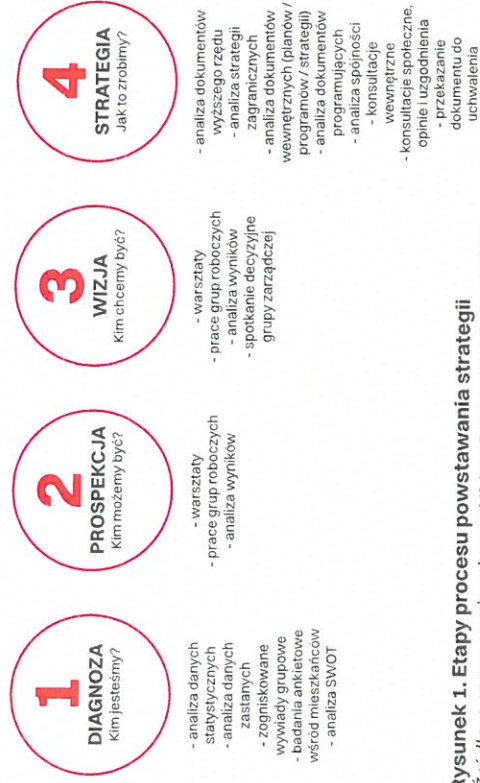 1
DIAGNOZA
Kim jesteśmy?
- analiza danych
statystycznych
- analiza danych
zastanych
- zogniskowane
wywiady grupowe
- badania ankietowe
wśród mieszkańców
- analiza SWOT
2
PROSPEKCJA
Kim możemy być?
- warsztaty
- prace grup roboczych
- analiza wyników
3
WIZJA
Kim chcemy być?
- warsztaty
- prace grup roboczych
- analiza wyników
- spotkanie decyzyjne
grupy zarządczej
4
STRATEGIA
Jak to zrobimy?
- analiza dokumentów
wyższego rzędu
- analiza strategii
zagranicznych
- analiza dokumentów
wewnętrznych (planów /
programów / strategii)
- analiza dokumentów
programujących
- analiza spójności
- konsultacje
wewnętrzne
- konsultacje społeczne,
opinie i uzgodnienia
- przekazanie
dokumentu do
uchwalenia
tysunek 1. Etapy procesu powstawania strategii